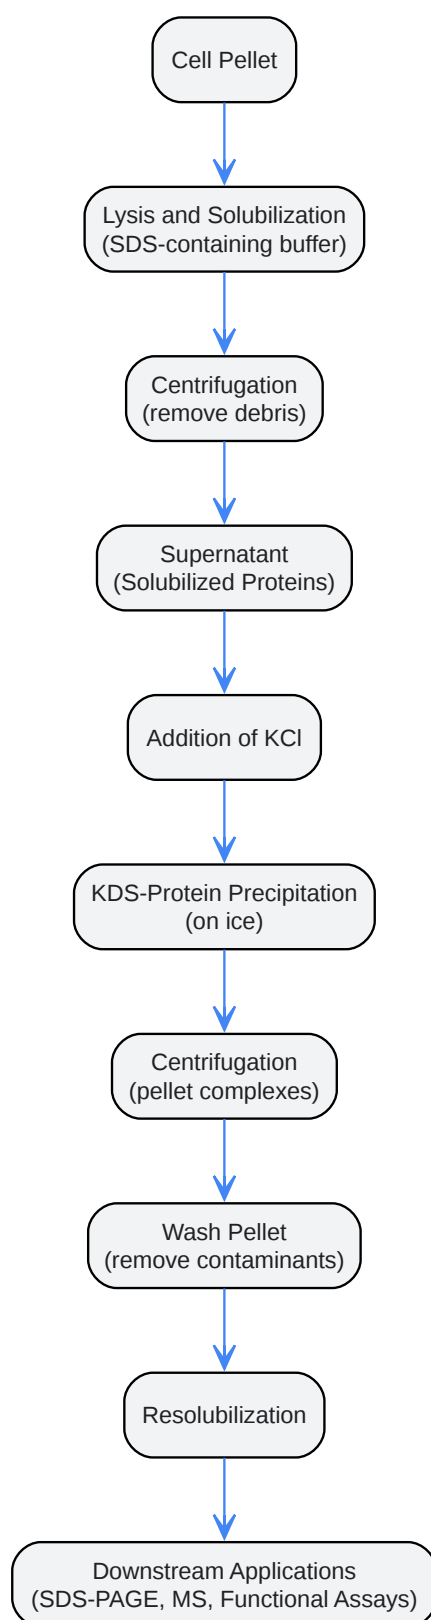 Cell Pellet
Lysis and Solubilization
(SDS-containing buffer)
Centrifugation
(remove debris)
Supernatant
(Solubilized Proteins)
Addition of KCl
KDS-Protein Precipitation
(on ice)
Centrifugation
(pellet complexes)
Wash Pellet
(remove contaminants)
Resolubilization
Downstream Applications
(SDS-PAGE, MS, Functional Assays)